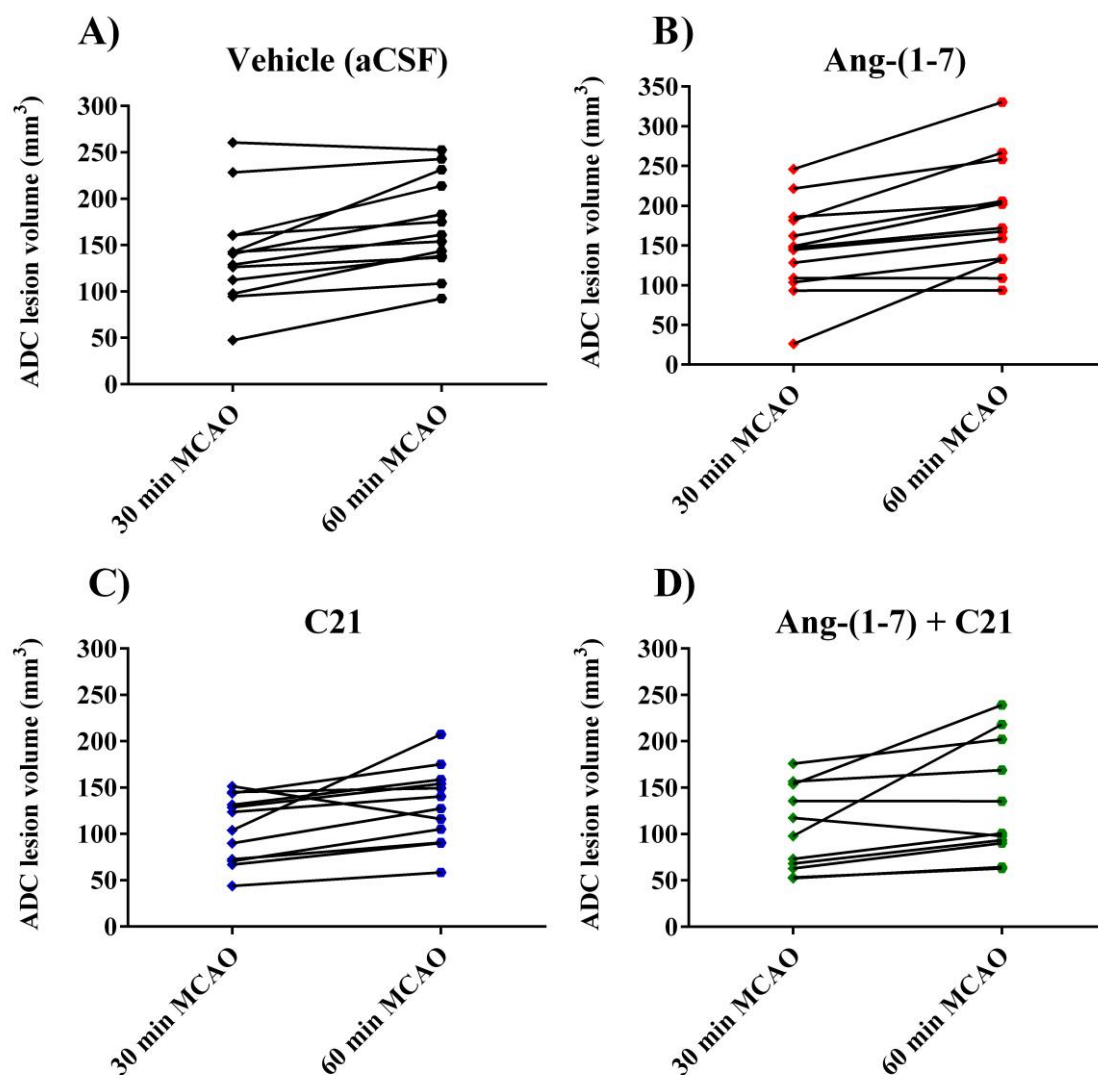 A)
Vehicle (aCSF)
ADC lesion volume (mm³)
300
250
200
150
100
50
0
30 min MCAO
60 min MCAO
B)
Ang-(1-7)
ADC lesion volume (mm³)
350
300
250
200
150
100
50
0
30 min MCAO
60 min MCAO
C)
C21
ADC lesion volume (mm³)
300
250
200
150
100
50
0
30 min MCAO
60 min MCAO
D)
Ang-(1-7) + C21
ADC lesion volume (mm³)
300
250
200
150
100
50
0
30 min MCAO
60 min MCAO